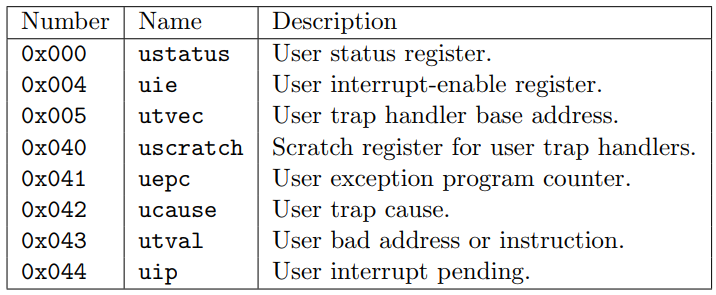 Number Name Description
0x000 ustatus User status register.
0x004 uie User interrupt-enable register.
0x005 utvec User trap handler base address.
0x040 uscratch Scratch register for user trap handlers.
0x041 uepc User exception program counter.
0x042 ucause User trap cause.
0x043 utval User bad address or instruction.
0x044 uip User interrupt pending.